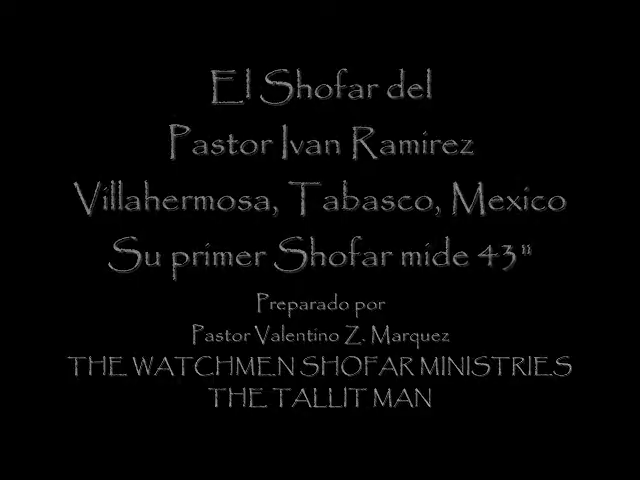 El Shofar del
Pastor Ivan Ramirez
Villahermosa, Tabasco, Mexico
Su primer Shofar mide 43"
Preparado por
Pastor Valentino Z. Marquez
THE WATCHMEN SHOFAR MINISTRIES
THE TALLIT MAN